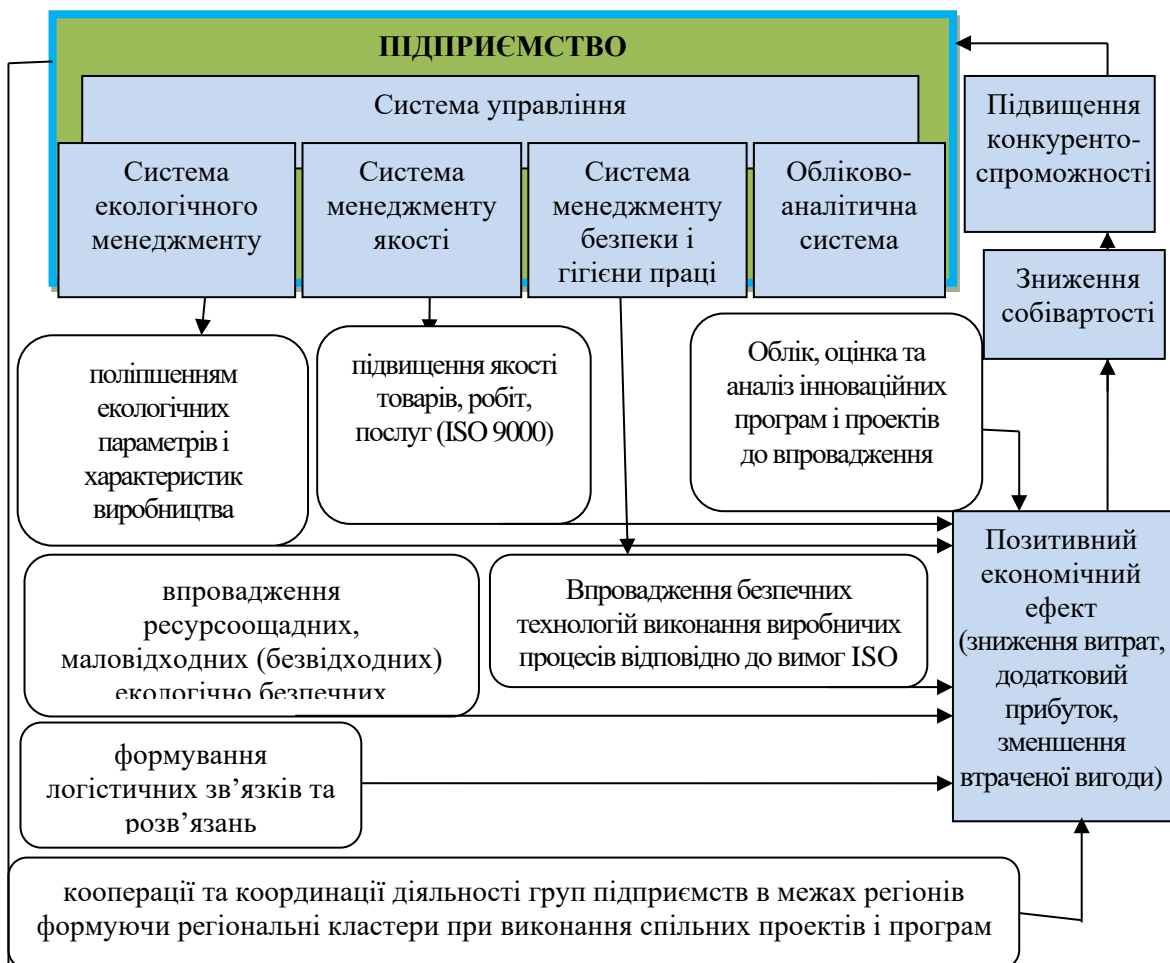 ПІДПРИЄМСТВО
Система управління
Система
екологічного
менеджменту
Система
менеджменту
якості
Система
менеджменту
безпеки і
гігієни праці
Обліково-
аналітична
система
Підвищення
конкуренто-
спроможності
Зниження
собівартості
поліпшенням
екологічних
параметрів і
характеристик
виробництва
підвищення якості
товарів, робіт,
послуг (ISO 9000)
Облік, оцінка та
аналіз інноваційних
програм і проектів
до впровадження
впровадження
ресурсоощадних,
маловідходних (безвідходних)
екологічно безпечних
Впровадження безпечних
технологій виконання виробничих
процесів відповідно до вимог ISO
Позитивний
економічний
ефект
(зниження витрат,
додатковий
прибуток,
зменшення
втраченої вигоди)
формування
логістичних зв’язків та
розв’язань
кооперації та координації діяльності груп підприємств в межах регіонів
формуючи регіональні кластери при виконання спільних проектів і програм